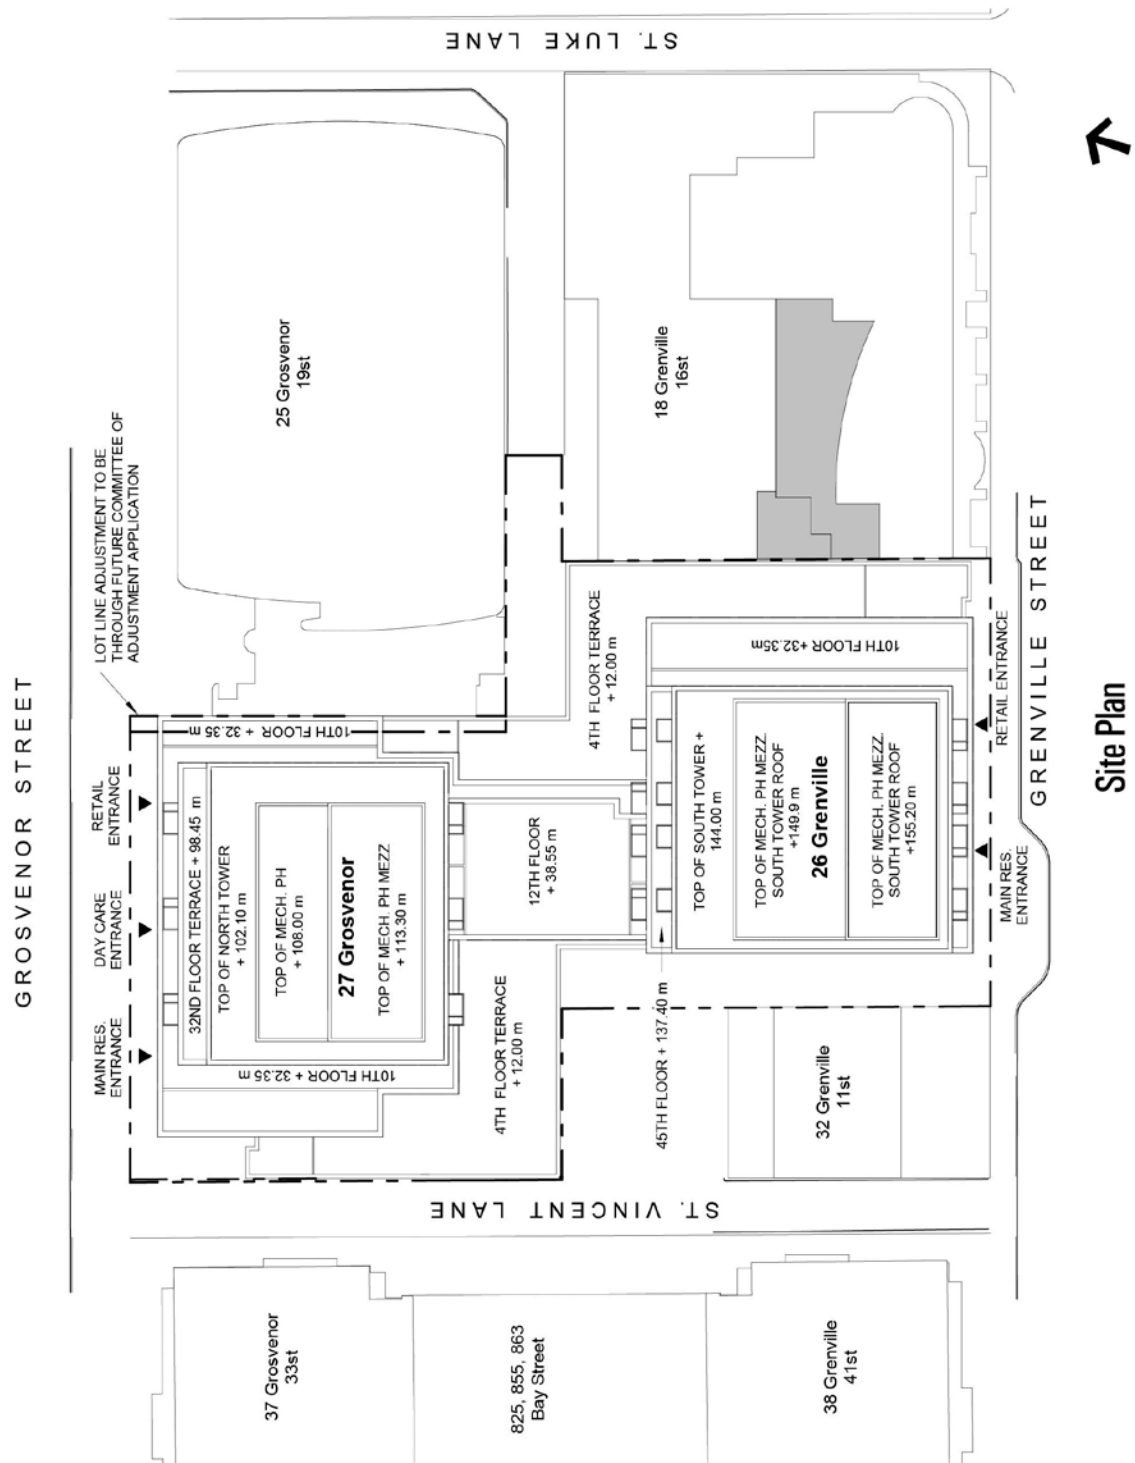 GROSVENOR STREET
MAIN RES.
ENTRANCE
DAY CARE
ENTRANCE
RETAIL
ENTRANCE
LOT LINE ADJUSTMENT TO BE
THROUGH FUTURE COMMITTEE OF
ADJUSTMENT APPLICATION
37 Grosvenor
33st
825, 855, 863
Bay Street
38 Grenville
41st
ST. VINCENT LANE
10TH FLOOR + 32.35 m
32ND FLOOR TERRACE + 98.45 m
TOP OF NORTH TOWER
+ 102.10 m
TOP OF MECH. PH
+ 108.00 m
27 Grosvenor
TOP OF MECH. PH MEZZ
+ 113.30 m
10TH FLOOR + 32.35 m
25 Grosvenor
19st
4TH FLOOR TERRACE
+ 12.00 m
12TH FLOOR
+ 38.55 m
4TH FLOOR TERRACE
+ 12.00 m
45TH FLOOR + 137.40 m
TOP OF SOUTH TOWER +
144.00 m
TOP OF MECH. PH MEZZ.
SOUTH TOWER ROOF
+149.9 m
26 Grenville
TOP OF MECH. PH MEZZ.
SOUTH TOWER ROOF
+155.20 m
10TH FLOOR +32.35m
32 Grenville
11st
18 Grenville
16st
ST. LUKE LANE
MAIN RES.
ENTRANCE
RETAIL ENTRANCE
GRENVILLE STREET
Site Plan